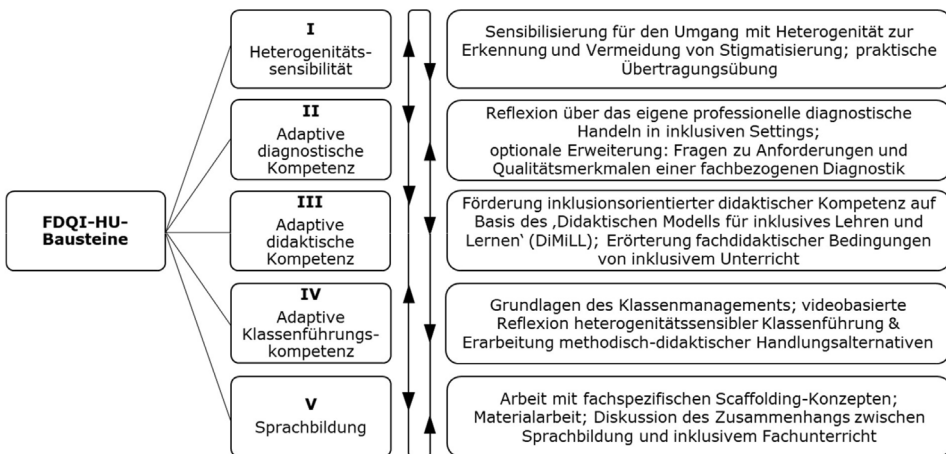 FDQI-HU-
Bausteine
I
Heterogenitäts-
sensibilität
Sensibilisierung für den Umgang mit Heterogenität zur
Erkennung und Vermeidung von Stigmatisierung; praktische
Übertragungsübung
II
Adaptive
diagnostische
Kompetenz
Reflexion über das eigene professionelle diagnostische
Handeln in inklusiven Settings;
optionale Erweiterung: Fragen zu Anforderungen und
Qualitätsmerkmalen einer fachbezogenen Diagnostik
III
Adaptive
didaktische
Kompetenz
Förderung inklusionsorientierter didaktischer Kompetenz auf
Basis des ‚Didaktischen Modells für inklusives Lehren und
Lernen‘ (DiMiLL); Erörterung fachdidaktischer Bedingungen
von inklusivem Unterricht
IV
Adaptive
Klassenführungs-
kompetenz
Grundlagen des Klassenmanagements; videobasierte
Reflexion heterogenitätssensibler Klassenführung &
Erarbeitung methodisch-didaktischer Handlungsalternativen
V
Sprachbildung
Arbeit mit fachspezifischen Scaffolding-Konzepten;
Materialarbeit; Diskussion des Zusammenhangs zwischen
Sprachbildung und inklusivem Fachunterricht